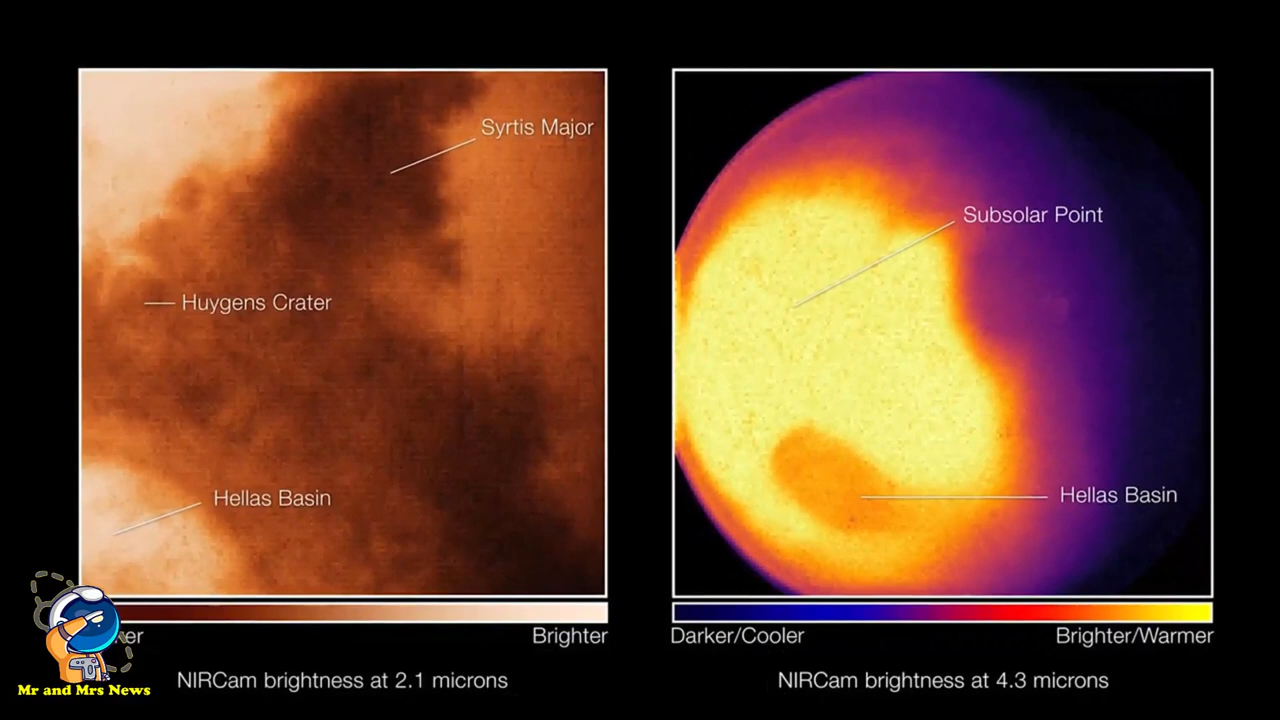 Syrtis Major
Subsolar Point
Huygens Crater
Hellas Basin
Hellas Basin
Brighter
Darker/Cooler
Brighter/Warmer
NIRCam brightness at 2.1 microns
NIRCam brightness at 4.3 microns
Mr and Mrs News